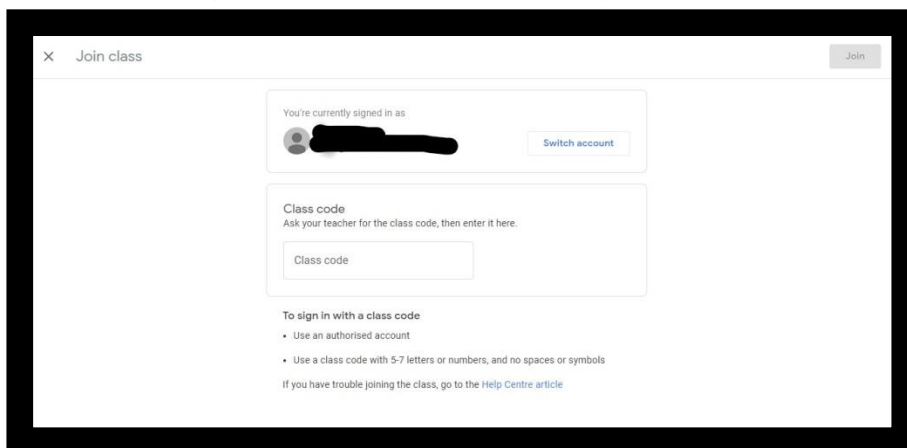 × Join class
Join
You're currently signed in as
Switch account
Class code
Ask your teacher for the class code, then enter it here.
Class code
To sign in with a class code
• Use an authorised account
• Use a class code with 5-7 letters or numbers, and no spaces or symbols
If you have trouble joining the class, go to the Help Centre article